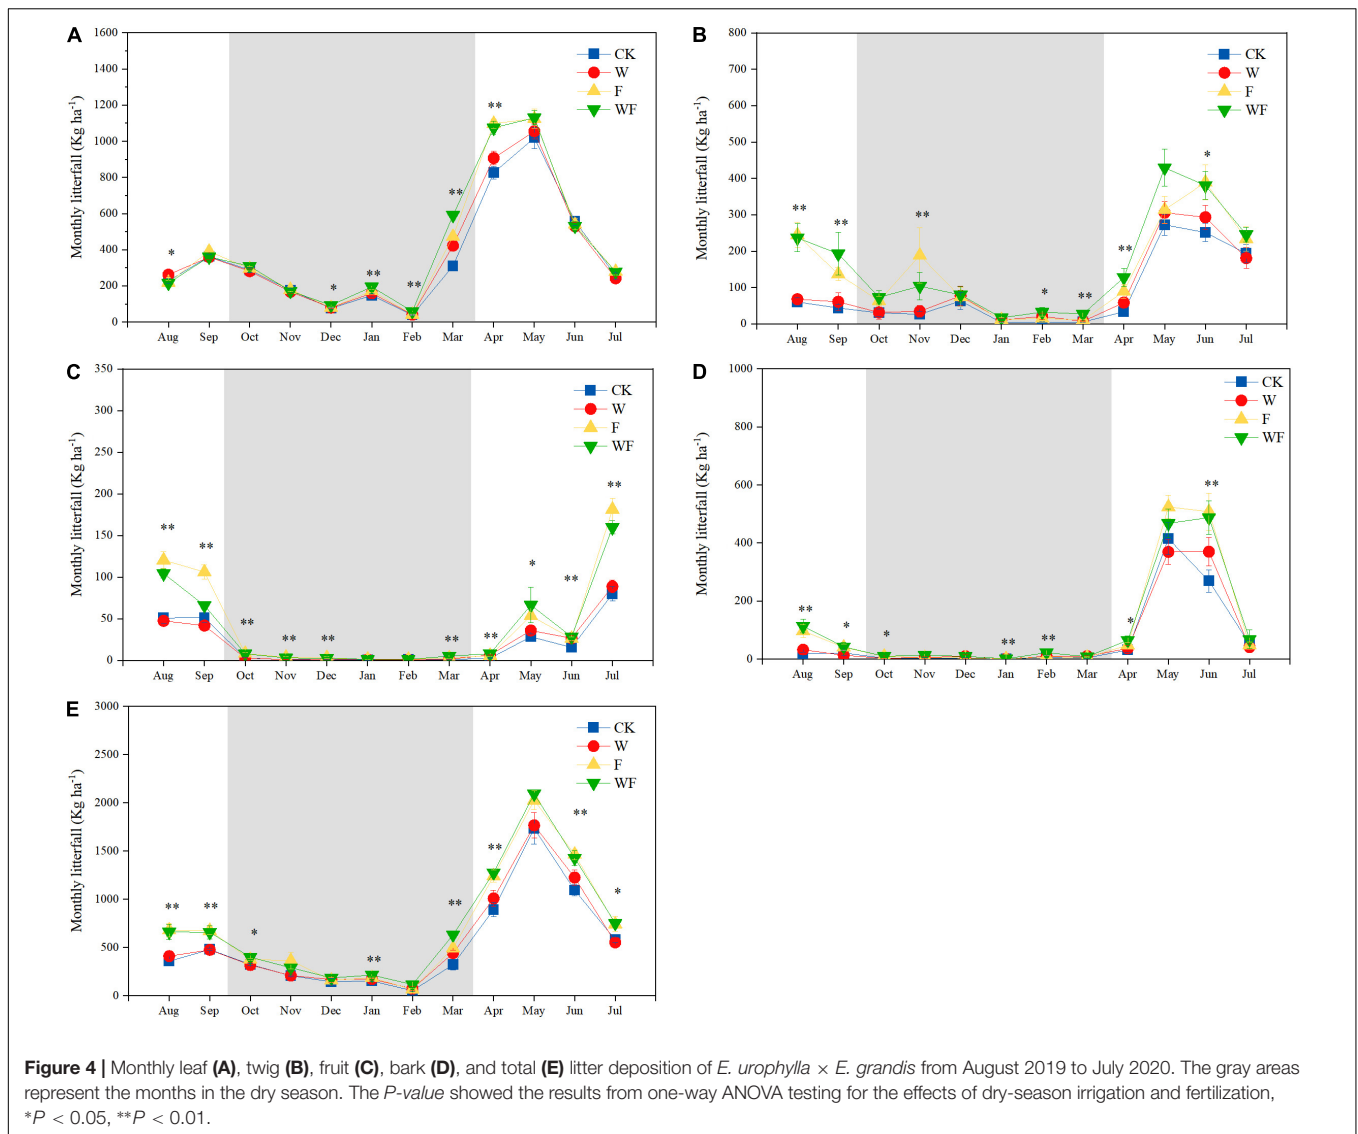 A
Monthly litterfall (Kg ha-1)
1600
1400
1200
1000
800
600
400
200
0
CK
W
F
WF
*
*
**
**
**
**
Aug Sep Oct Nov Dec Jan Feb Mar Apr May Jun Jul
B
Monthly litterfall (Kg ha-1)
800
700
600
500
400
300
200
100
0
CK
W
F
WF
**
**
**
*
**
**
*
Aug Sep Oct Nov Dec Jan Feb Mar Apr May Jun Jul
C
Monthly litterfall (Kg ha-1)
350
300
250
200
150
100
50
0
CK
W
F
WF
**
**
**
**
**
**
**
*
**
**
Aug Sep Oct Nov Dec Jan Feb Mar Apr May Jun Jul
D
Monthly litterfall (Kg ha-1)
1000
800
600
400
200
0
CK
W
F
WF
**
*
*
**
**
*
**
Aug Sep Oct Nov Dec Jan Feb Mar Apr May Jun Jul
E
Monthly litterfall (Kg ha-1)
3000
2500
2000
1500
1000
500
0
CK
W
F
WF
**
**
*
**
**
**
**
*
Aug Sep Oct Nov Dec Jan Feb Mar Apr May Jun Jul
Figure 4 | Monthly leaf (A), twig (B), fruit (C), bark (D), and total (E) litter deposition of E. urophylla × E. grandis from August 2019 to July 2020. The gray areas
represent the months in the dry season. The P-value showed the results from one-way ANOVA testing for the effects of dry-season irrigation and fertilization,
*P < 0.05, **P < 0.01.